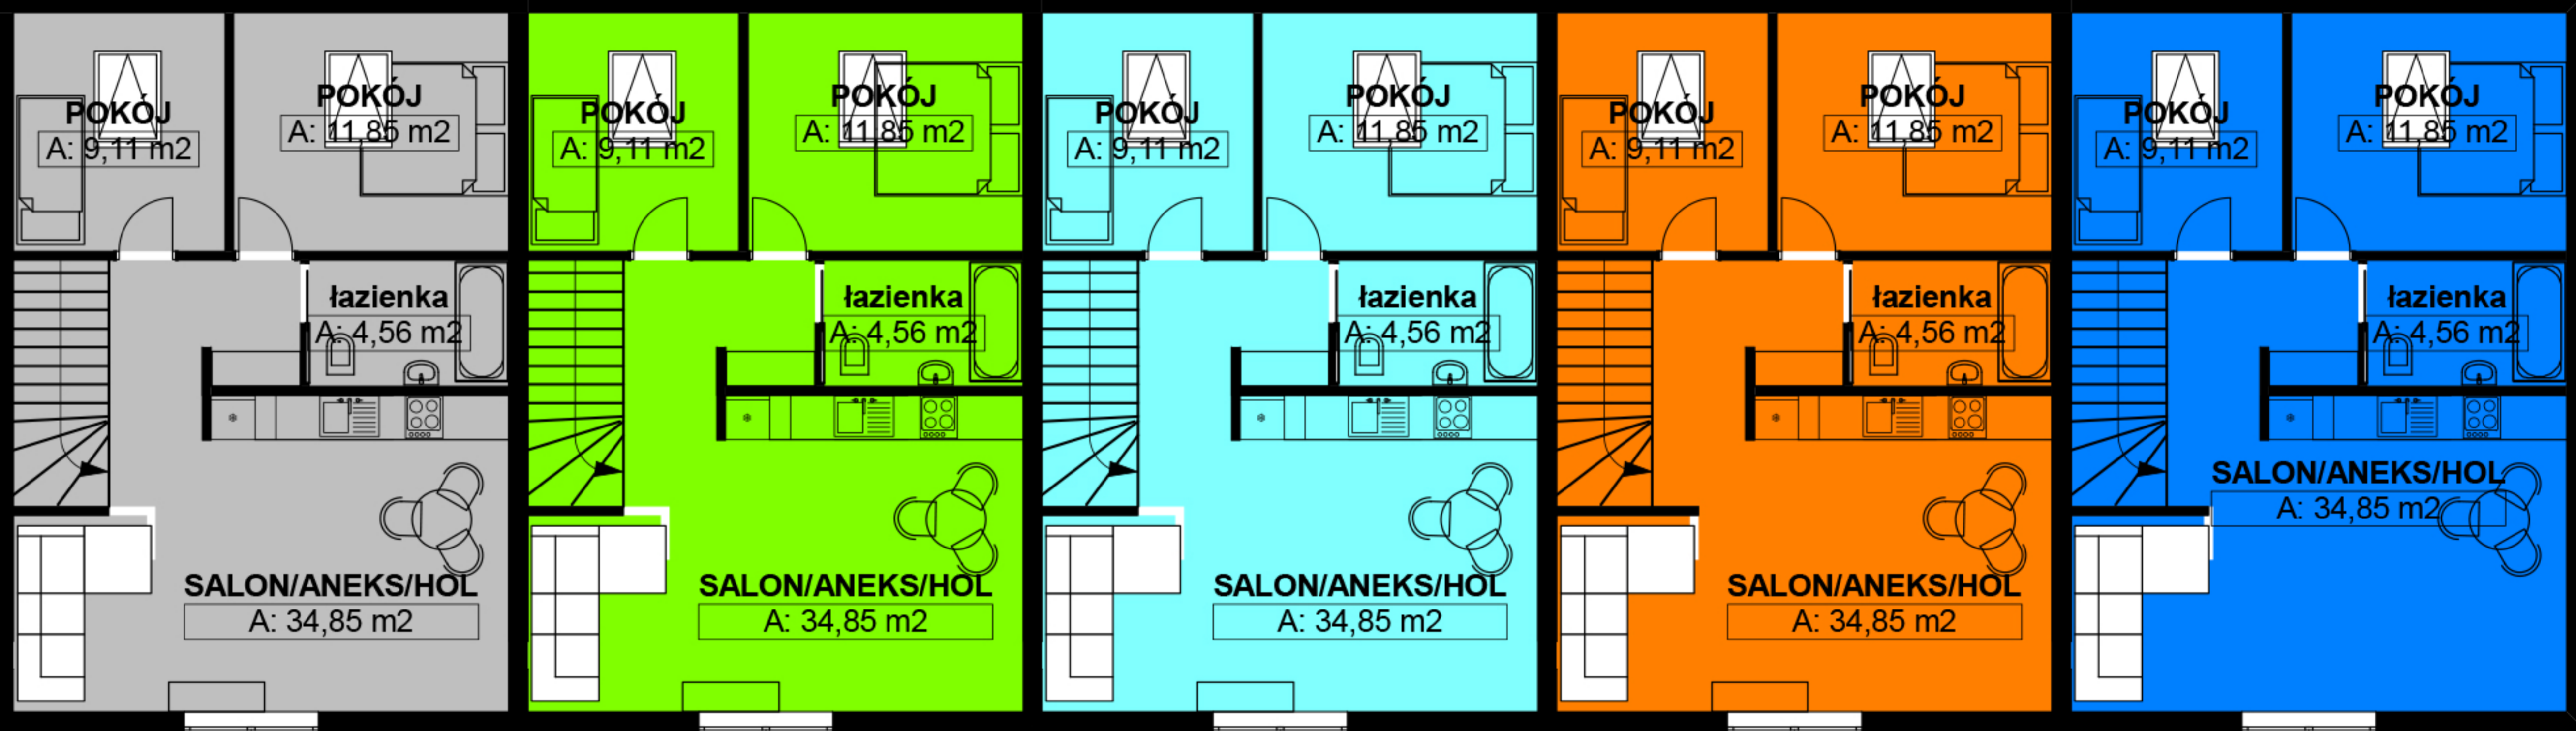 POKÓJ
A: 9,11 m2
POKÓJ
A: 11,85 m2
łazienka
A: 4,56 m2
SALON/ANEKS/HOL
A: 34,85 m2
POKÓJ
A: 9,11 m2
POKÓJ
A: 11,85 m2
łazienka
A: 4,56 m2
SALON/ANEKS/HOL
A: 34,85 m2
POKÓJ
A: 9,11 m2
POKÓJ
A: 11,85 m2
łazienka
A: 4,56 m2
SALON/ANEKS/HOL
A: 34,85 m2
POKÓJ
A: 9,11 m2
POKÓJ
A: 11,85 m2
łazienka
A: 4,56 m2
SALON/ANEKS/HOL
A: 34,85 m2
POKÓJ
A: 9,11 m2
POKÓJ
A: 11,85 m2
łazienka
A: 4,56 m2
SALON/ANEKS/HOL
A: 34,85 m2